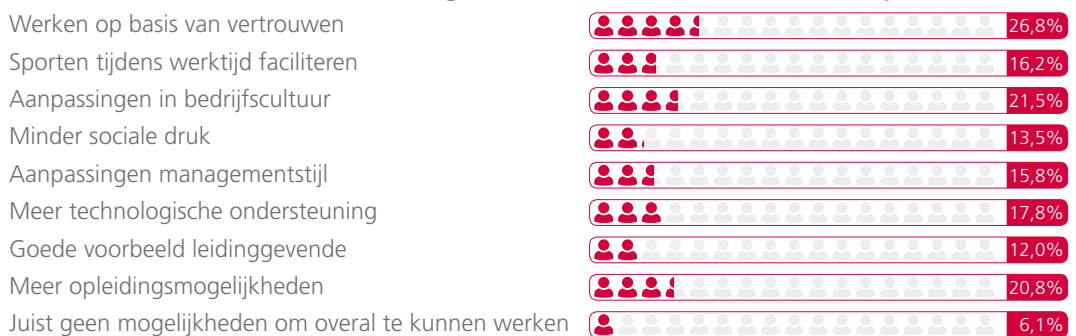 Werken op basis van vertrouwen 26,8%
Sporten tijdens werktijd faciliteren 16,2%
Aanpassingen in bedrijfscultuur 21,5%
Minder sociale druk 13,5%
Aanpassingen managementstijl 15,8%
Meer technologische ondersteuning 17,8%
Goede voorbeeld leidinggevende 12,0%
Meer opleidingsmogelijkheden 20,8%
Juist geen mogelijkheden om overal te kunnen werken 6,1%